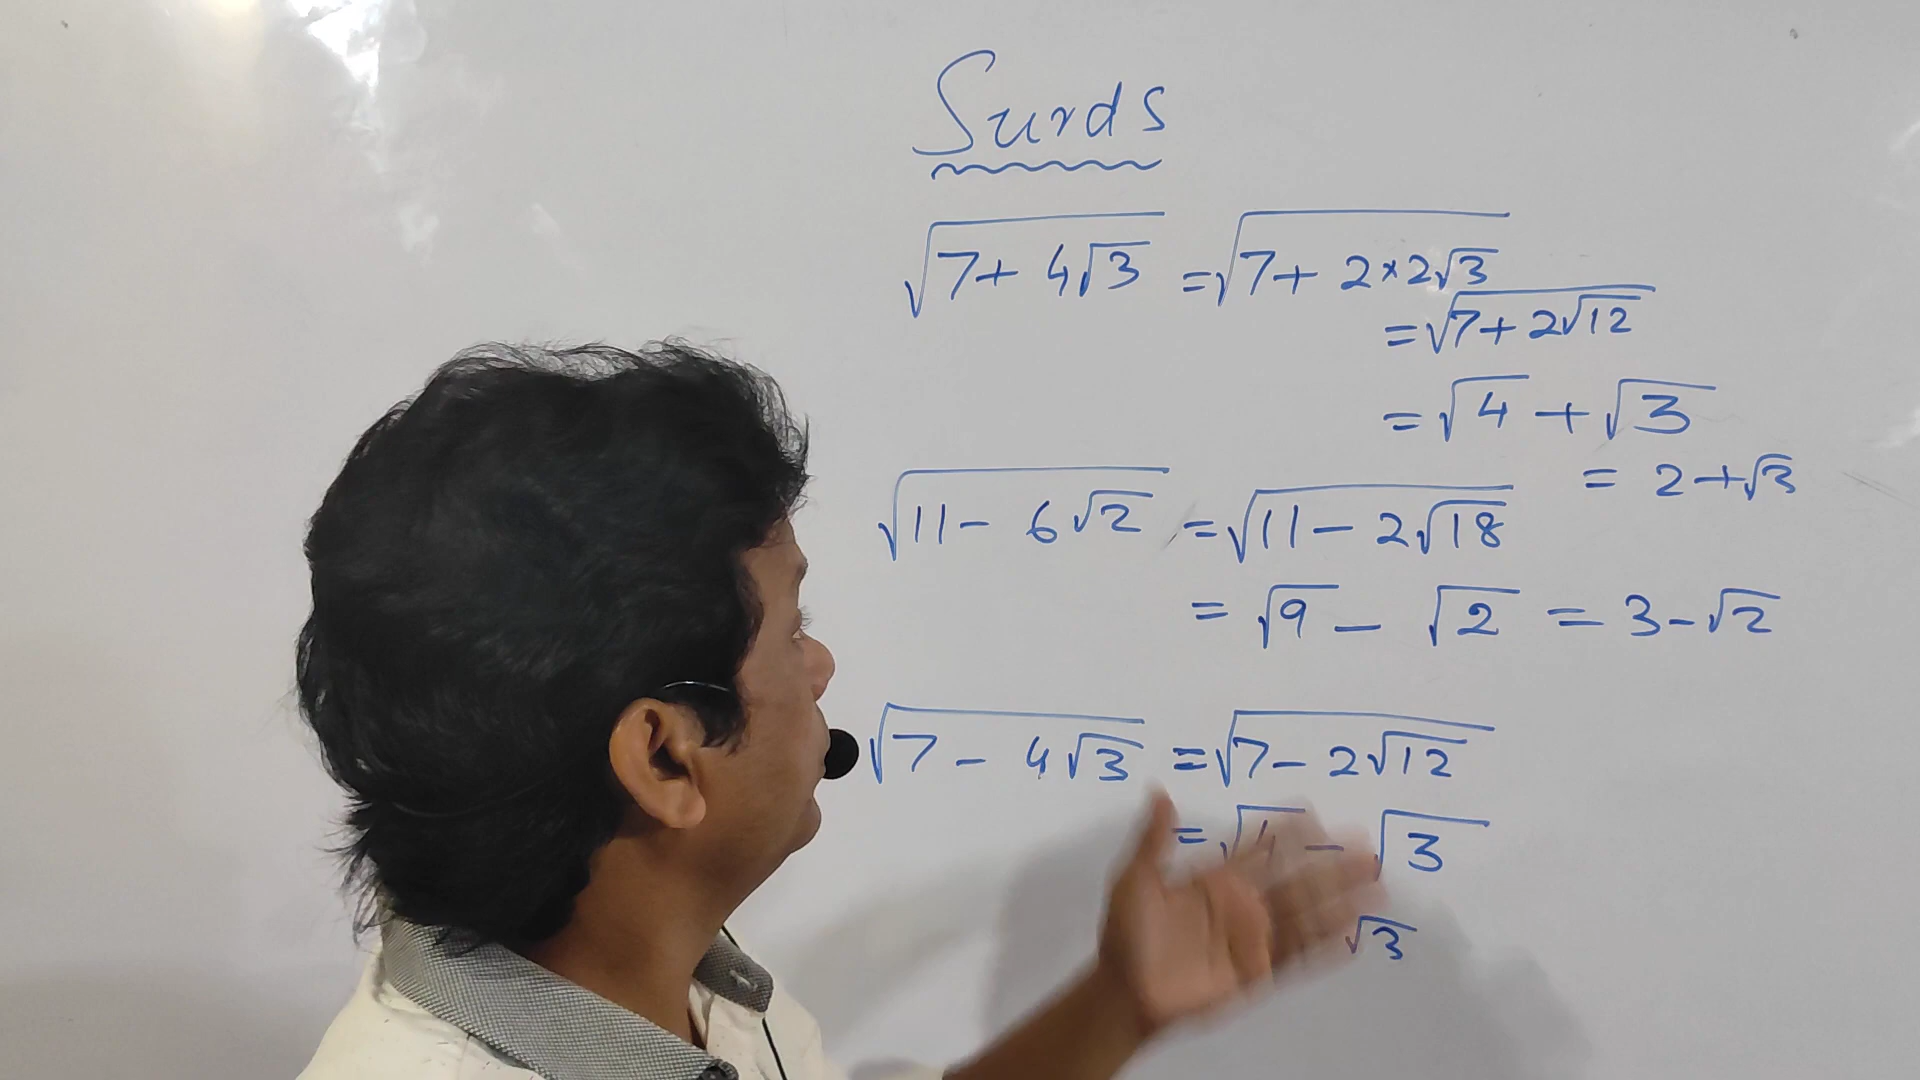 Surds
√(7+ 4√3) = √(7+ 2×2√3)
= √(7+2√12)
= √4 + √3
= 2+√3
√(11- 6√2) = √(11- 2√18)
= √9 - √2 = 3-√2
√(7- 4√3) = √(7- 2√12)
= √4 - √3
√3